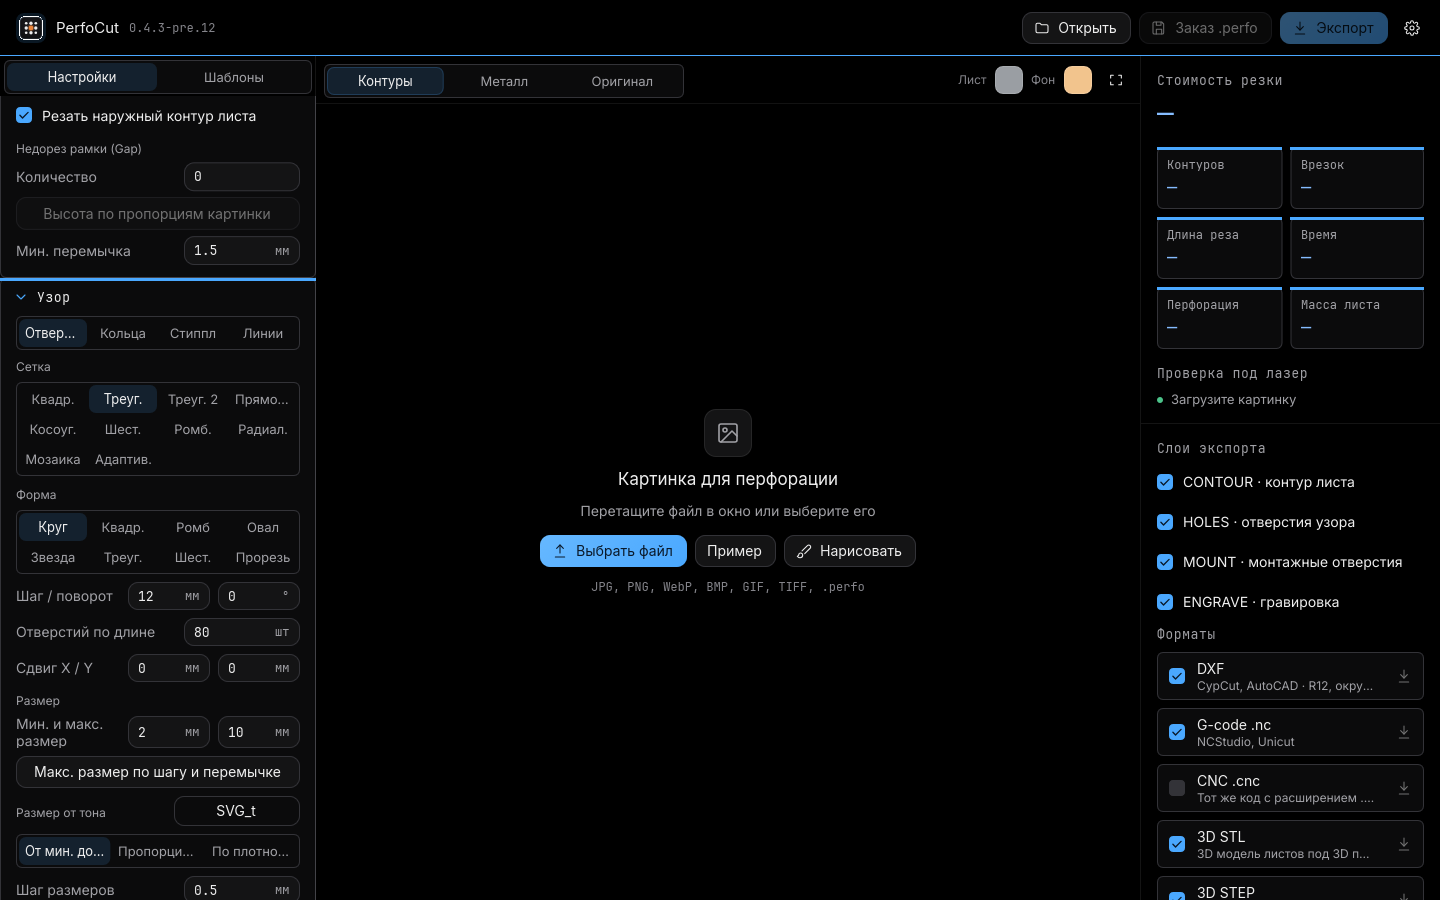 PerfoCut 0.4.3-pre.12
Открыть
Заказ .perfo
Экспорт
Настройки
Шаблоны
Резать наружный контур листа
Недорез рамки (Gap)
Количество 0
Высота по пропорциям картинки
Мин. перемычка 1.5 мм
Узор
Отвер... Кольца Стиппл Линии
Сетка
Квадр. Треуг. Треуг. 2 Прямо...
Косоуг. Шест. Ромб. Радиал.
Мозаика Адаптив.
Форма
Круг Квадр. Ромб Овал
Звезда Треуг. Шест. Прорезь
Шаг / поворот 12 мм 0 °
Отверстий по длине 80 шт
Сдвиг X / Y 0 мм 0 мм
Размер
Мин. и макс.
размер 2 мм 10 мм
Макс. размер по шагу и перемычке
Размер от тона SVG_t
От мин. до... Пропорци... По плотно...
Шаг размеров 0.5 мм
Контуры Металл Оригинал
Лист Фон
Картинка для перфорации
Перетащите файл в окно или выберите его
Выбрать файл Пример Нарисовать
JPG, PNG, WebP, BMP, GIF, TIFF, .perfo
Стоимость резки
—
Контуров Врезок
— —
Длина реза Время
— —
Перфорация Масса листа
— —
Проверка под лазер
Загрузите картинку
Слои экспорта
CONTOUR · контур листа
HOLES · отверстия узора
MOUNT · монтажные отверстия
ENGRAVE · гравировка
Форматы
DXF
CypCut, AutoCAD · R12, окру...
G-code .nc
NCStudio, Unicut
CNC .cnc
Тот же код с расширением ....
3D STL
3D модель листов под 3D п...
3D STEP